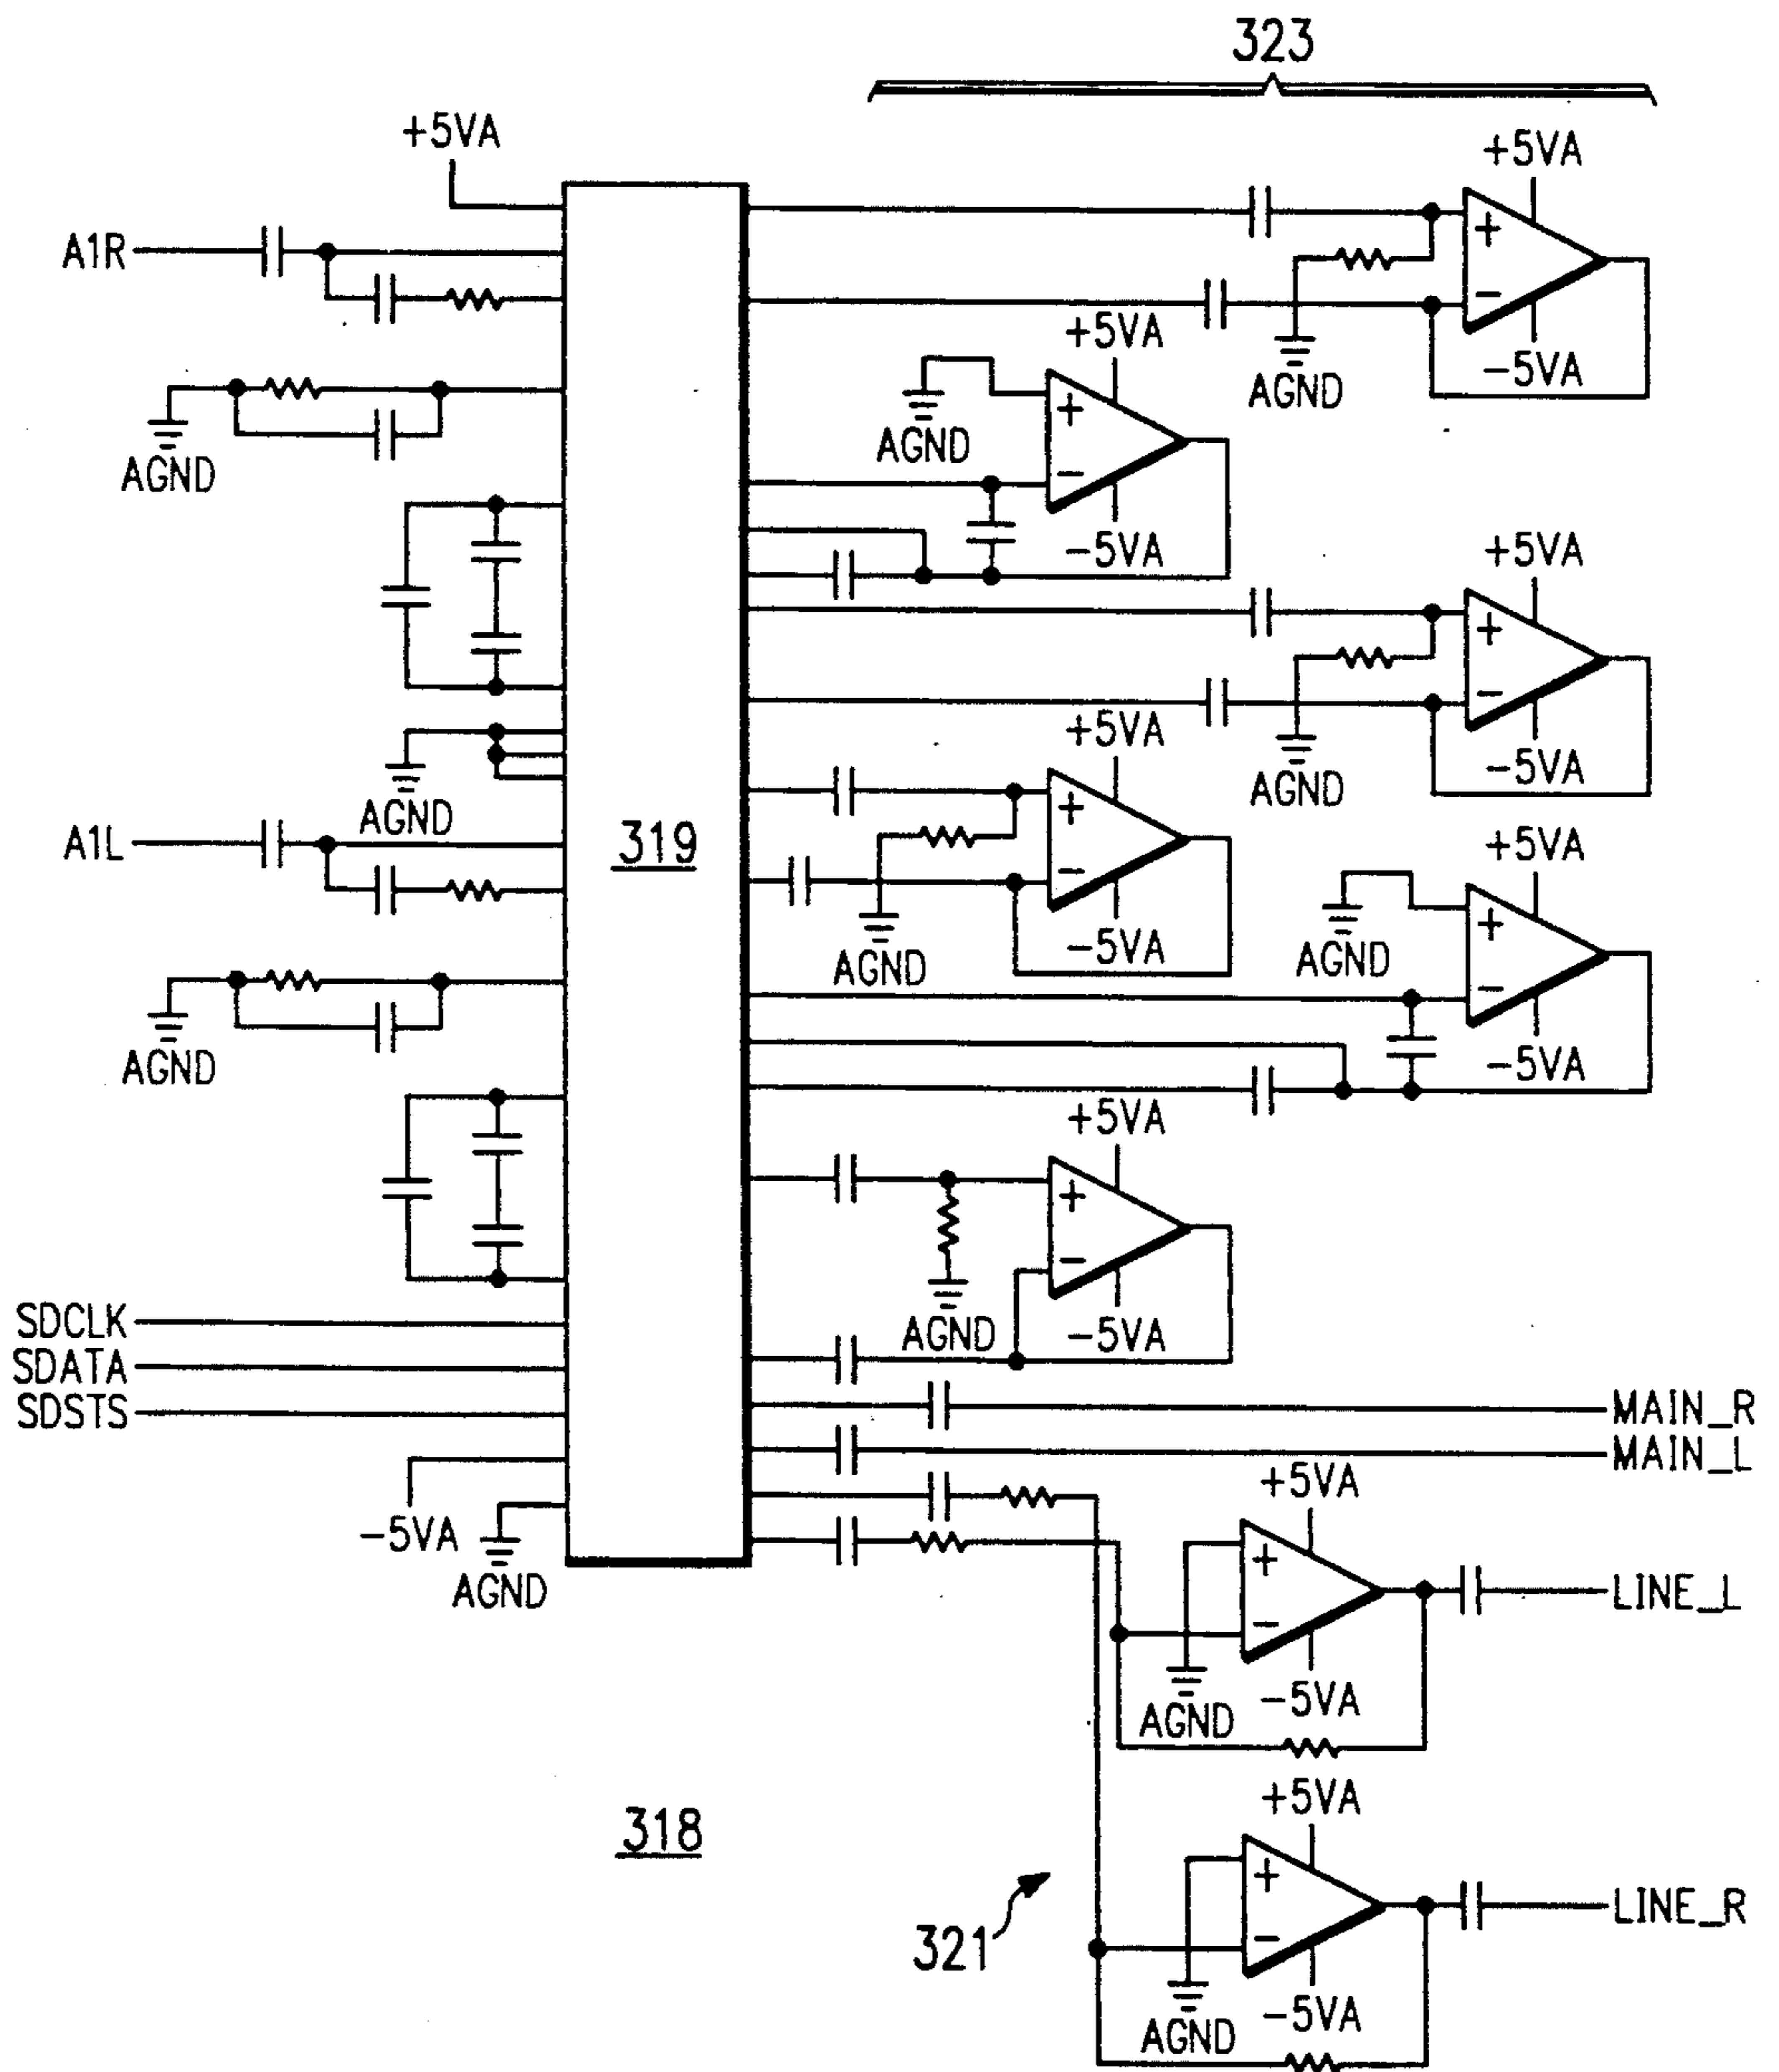 323
+5VA
+5VA
A1R
+
−
+5VA
−5VA
AGND
+
AGND
−
AGND
−5VA
+5VA
+
−
+5VA
−5VA
AGND
AGND
+
A1L
319
−
+5VA
−5VA
+
AGND
AGND
−
AGND
−5VA
+5VA
+
−
SDCLK
AGND
−5VA
SDATA
SDSTS
MAIN_R
MAIN_L
+5VA
−5VA
+
AGND
LINE_L
−
−5VA
AGND
+5VA
318
+
LINE_R
321
−
−5VA
AGND